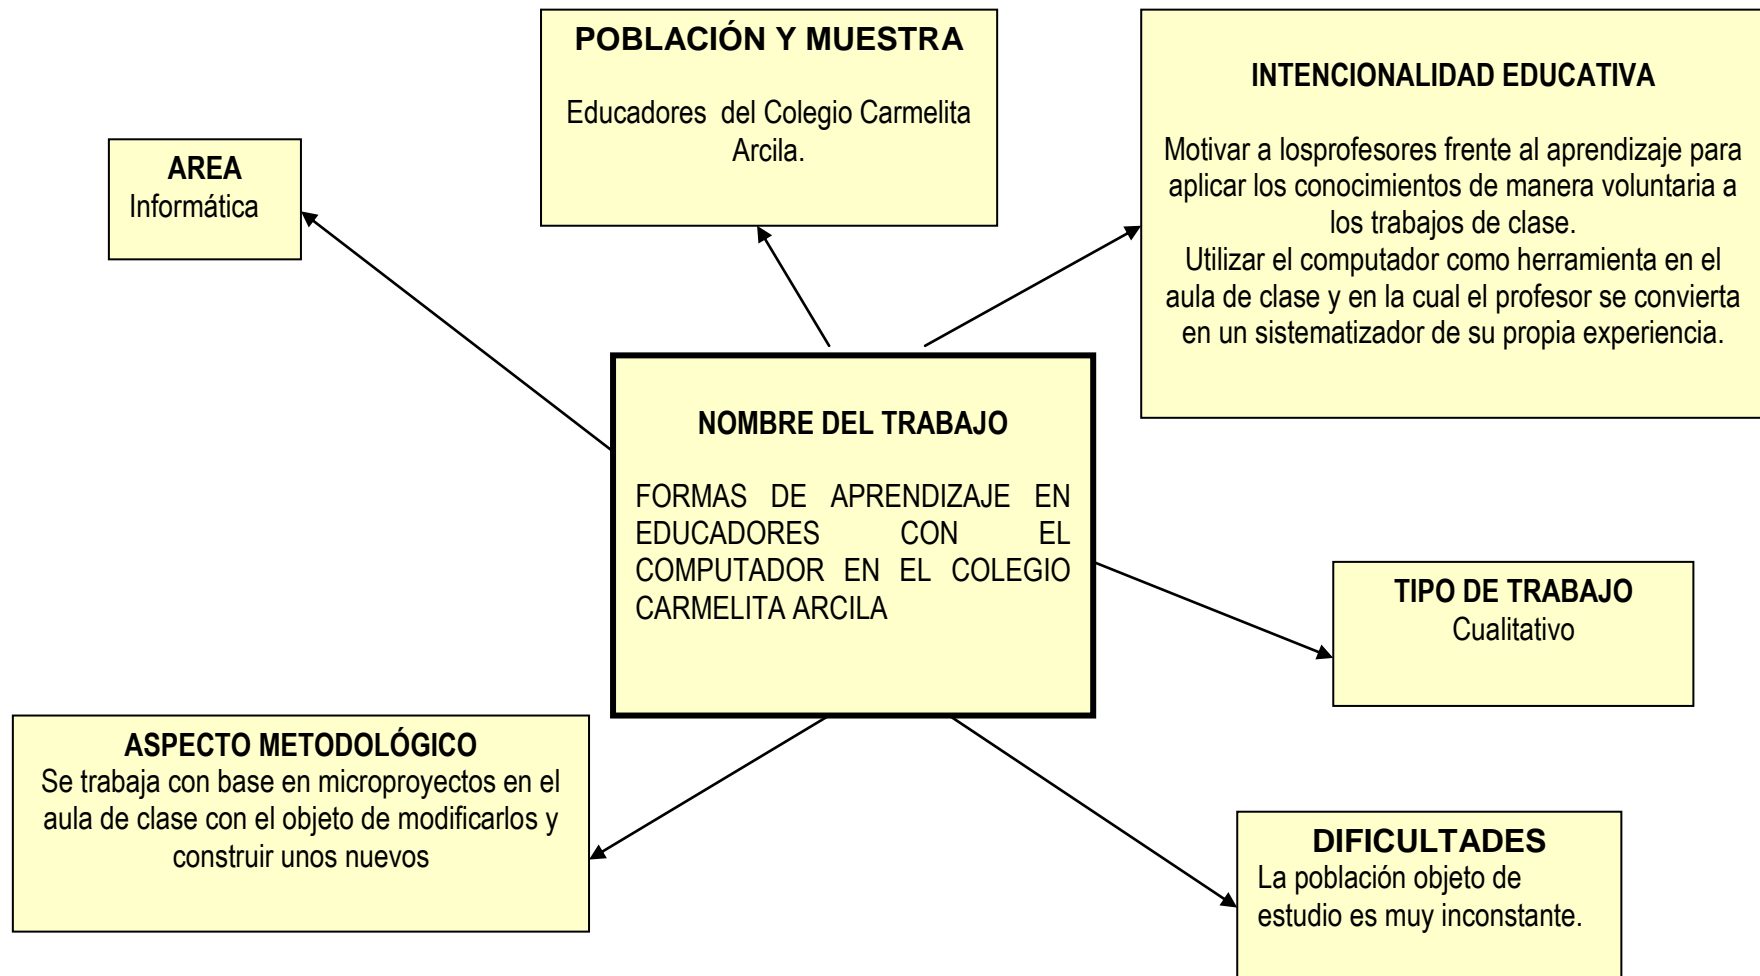 POBLACIÓN Y MUESTRA
Educadores  del Colegio Carmelita
Arcila.
INTENCIONALIDAD EDUCATIVA
Motivar a losprofesores frente al aprendizaje para
aplicar los conocimientos de manera voluntaria a
los trabajos de clase.
Utilizar el computador como herramienta en el
aula de clase y en la cual el profesor se convierta
en un sistematizador de su propia experiencia.
AREA
Informática
NOMBRE DEL TRABAJO
FORMAS DE APRENDIZAJE EN
EDUCADORES CON EL
COMPUTADOR EN EL COLEGIO
CARMELITA ARCILA
TIPO DE TRABAJO
Cualitativo
ASPECTO METODOLÓGICO
Se trabaja con base en microproyectos en el
aula de clase con el objeto de modificarlos y
construir unos nuevos
DIFICULTADES
La población objeto de
estudio es muy inconstante.